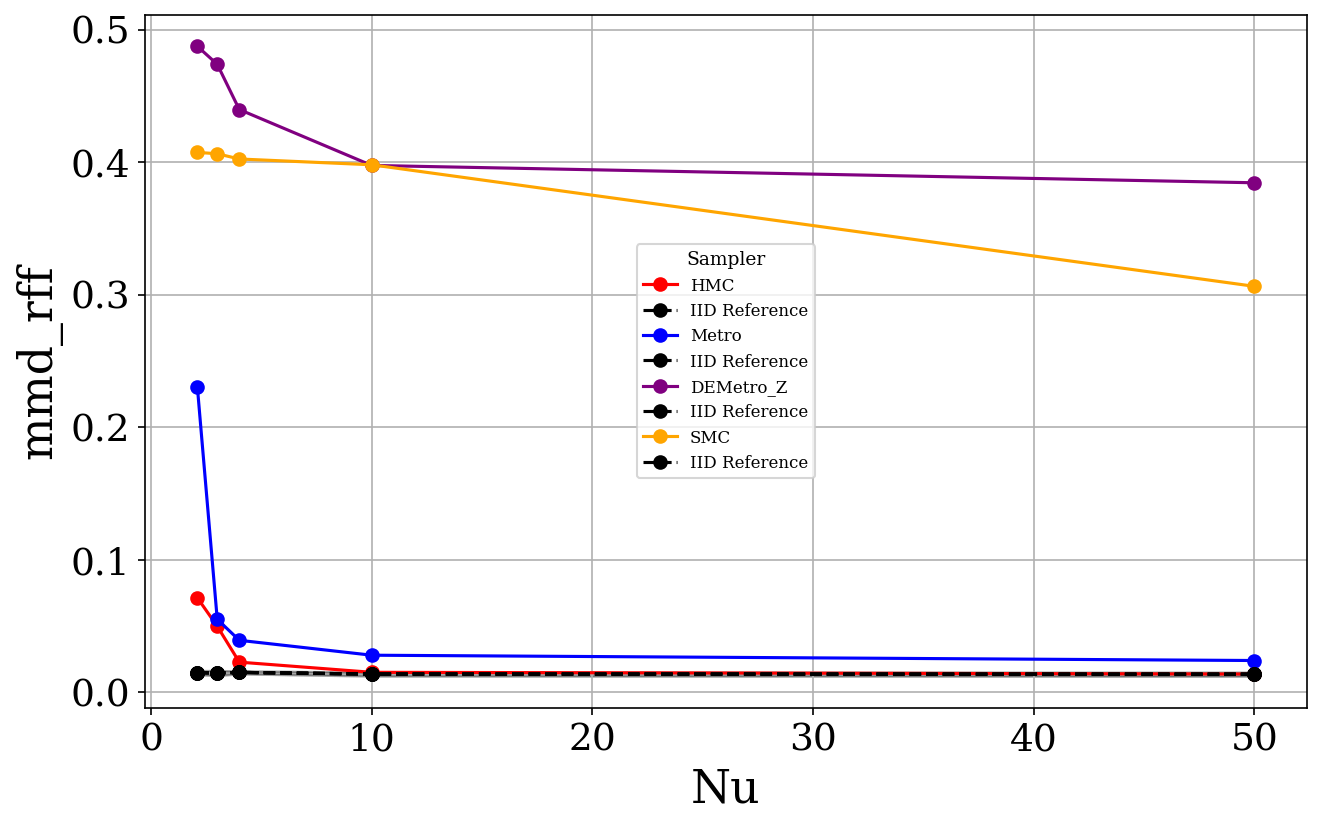 0.5
0.4
0.3
0.2
0.1
0.0
mmd_rff
Sampler
HMC
IID Reference
Metro
IID Reference
DEMetro_Z
IID Reference
SMC
IID Reference
0 10 20 30 40 50
Nu